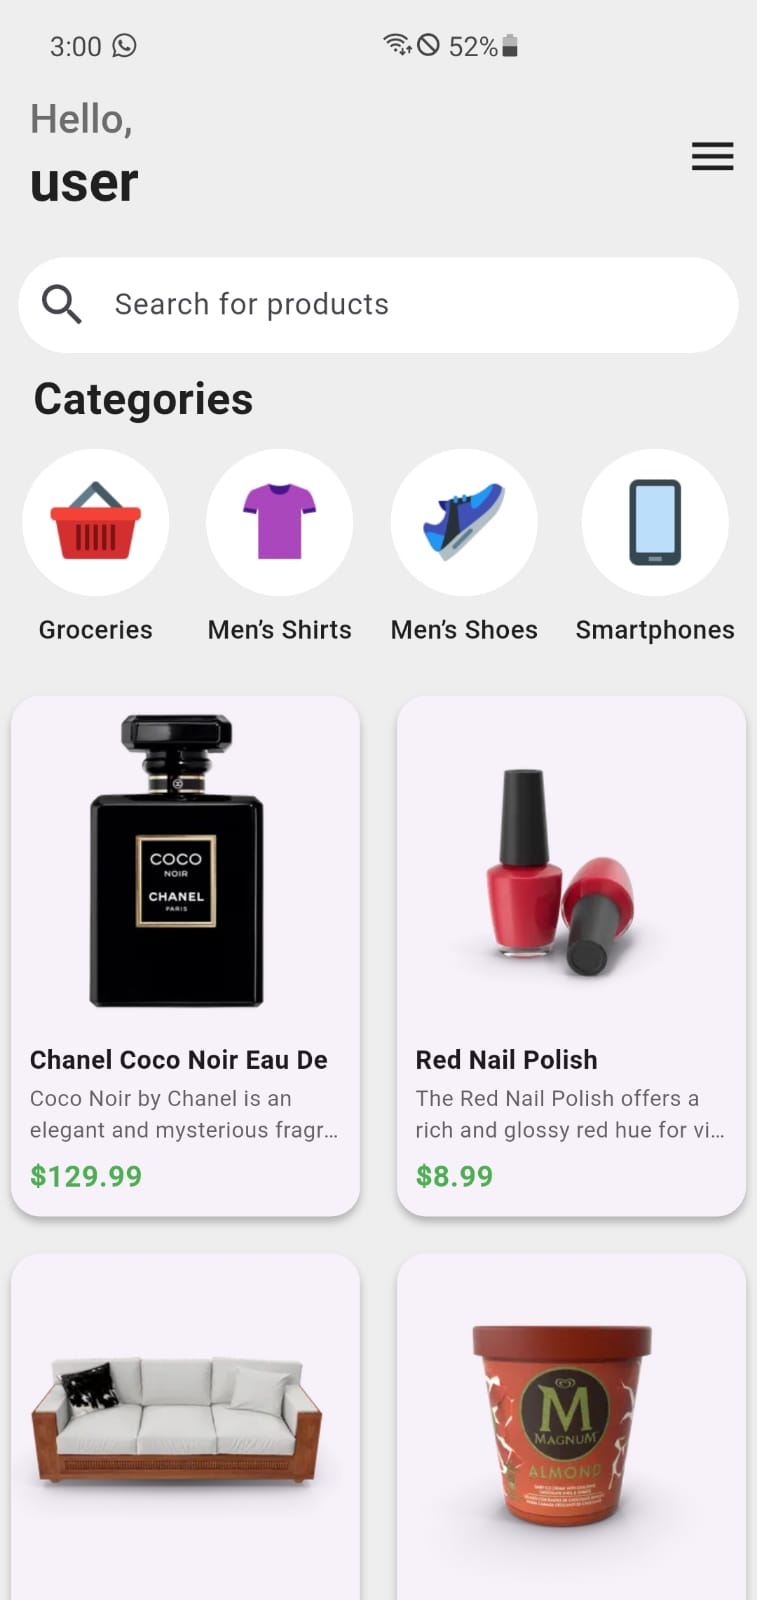 3:00 52%
Hello,
user
Search for products
Categories
Groceries Men’s Shirts Men’s Shoes Smartphones
COCO
NOIR
CHANEL
PARIS
Chanel Coco Noir Eau De
Coco Noir by Chanel is an
elegant and mysterious fragr...
$129.99
Red Nail Polish
The Red Nail Polish offers a
rich and glossy red hue for vi...
$8.99
M
MAGNUM
ALMOND